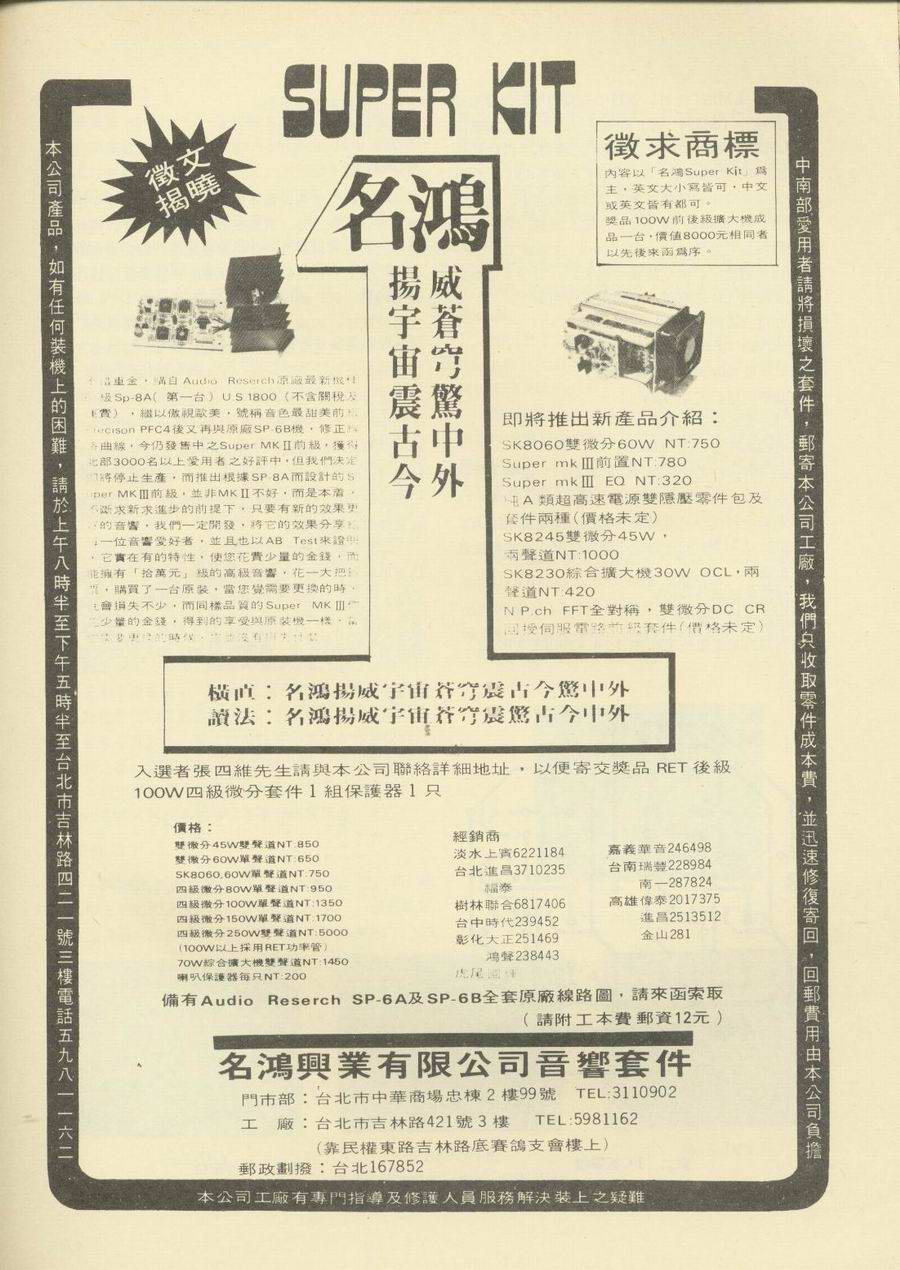 SUPER KIT
徵文
揭曉
名鴻
威蒼穹驚中外
揚宇宙震古今
徵求商標
內容以「名鴻Super Kit」爲
主，英文大小寫皆可，中文
或英文皆有都可。
獎品100W前後級擴大機成
品一台，價値8000元相同者
以先後來函爲序。
本公司產品，如有任何裝機上的困難，請於上午八時半至下午五時半至台北市吉林路四二一號三樓電話五九八一一六二
重金，購自Audio Reserch原廠最新機
級Sp-8A(第一台）U.S 1800（不含關稅及
費），繼以傲視歐美，號稱音色最甜美前
PFC4後又再與原廠SP-6B機，修正
曲線，今仍發售中之Super MKⅡ前級，獲得
部3000名以上愛用者之好評中，但我們決定
將停止生產，而推出根據SP-8A而設計的S
per MKⅢ前級，並非MKⅡ不好，而是本着，
斷求新求進步的前提下，只要有新的效果更
的音響，我們一定開發，將它的效果分享
一位音響愛好者，並且也以AB Test來證明
，它實在有的特性，使您花費少量的金錢，而
能擁有「拾萬元」級的高級音響，花一大把
，購買了一台原裝，當您覺需要更換的時，
會損失不少，而同樣品質的Super MKⅢ
少量的金錢，得到的享受與原裝機一樣，
即將推出新產品介紹：
SK8060雙微分60W NT:750
Super mkⅢ前置NT:780
Super mkⅢ EQ NT:320
純A類超高速電源雙隱壓零件包及
套件兩種(價格未定)
SK8245雙微分45W，
兩聲道NT:1000
SK8230綜合擴大機30W OCL，兩
聲道NT:420
N P.ch FFT全對稱，雙微分DC CR
回授伺服電路前級套件(價格未定)
中南部愛用者請將損壞之套件，郵寄本公司工廠，我們只收取零件成本費，並迅速修復寄回，回郵費用由本公司負擔
橫直：名鴻揚威宇宙蒼穹震古今驚中外
讀法：名鴻揚威宇宙蒼穹震驚古今中外
入選者張四維先生請與本公司聯絡詳細地址，以便寄交獎品RET後級
100W四級微分套件1組保護器1只
價格：
雙微分45W雙聲道NT:850
雙微分60W單聲道NT:650
SK8060,60W單聲道NT:750
四級微分80W單聲道NT:950
四級微分100W單聲道NT:1350
四級微分150W單聲道NT:1700
四級微分250W雙聲道NT:5000
(100W以上採用RET功率管)
70W綜合擴大機雙聲道NT:1450
喇叭保護器每只NT:200
經銷商
淡水上賓6221184
台北進昌3710235
福泰
樹林聯合6817406
台中時代239452
彰化大正251469
鴻聲238443
虎尾
嘉義華音246498
台南瑞豐228984
南一287824
高雄偉泰2017375
進昌2513512
金山281
備有Audio Reserch SP-6A及SP-6B全套原廠線路圖，請來函索取
（請附工本費郵資12元）
名鴻興業有限公司音響套件
門市部：台北市中華商場忠棟2樓99號 TEL:3110902
工 廠：台北市吉林路421號3樓 TEL:5981162
(靠民權東路吉林路底賽鴿支會樓上)
郵政劃撥：台北167852
本公司工廠有專門指導及修護人員服務解決裝上之疑難